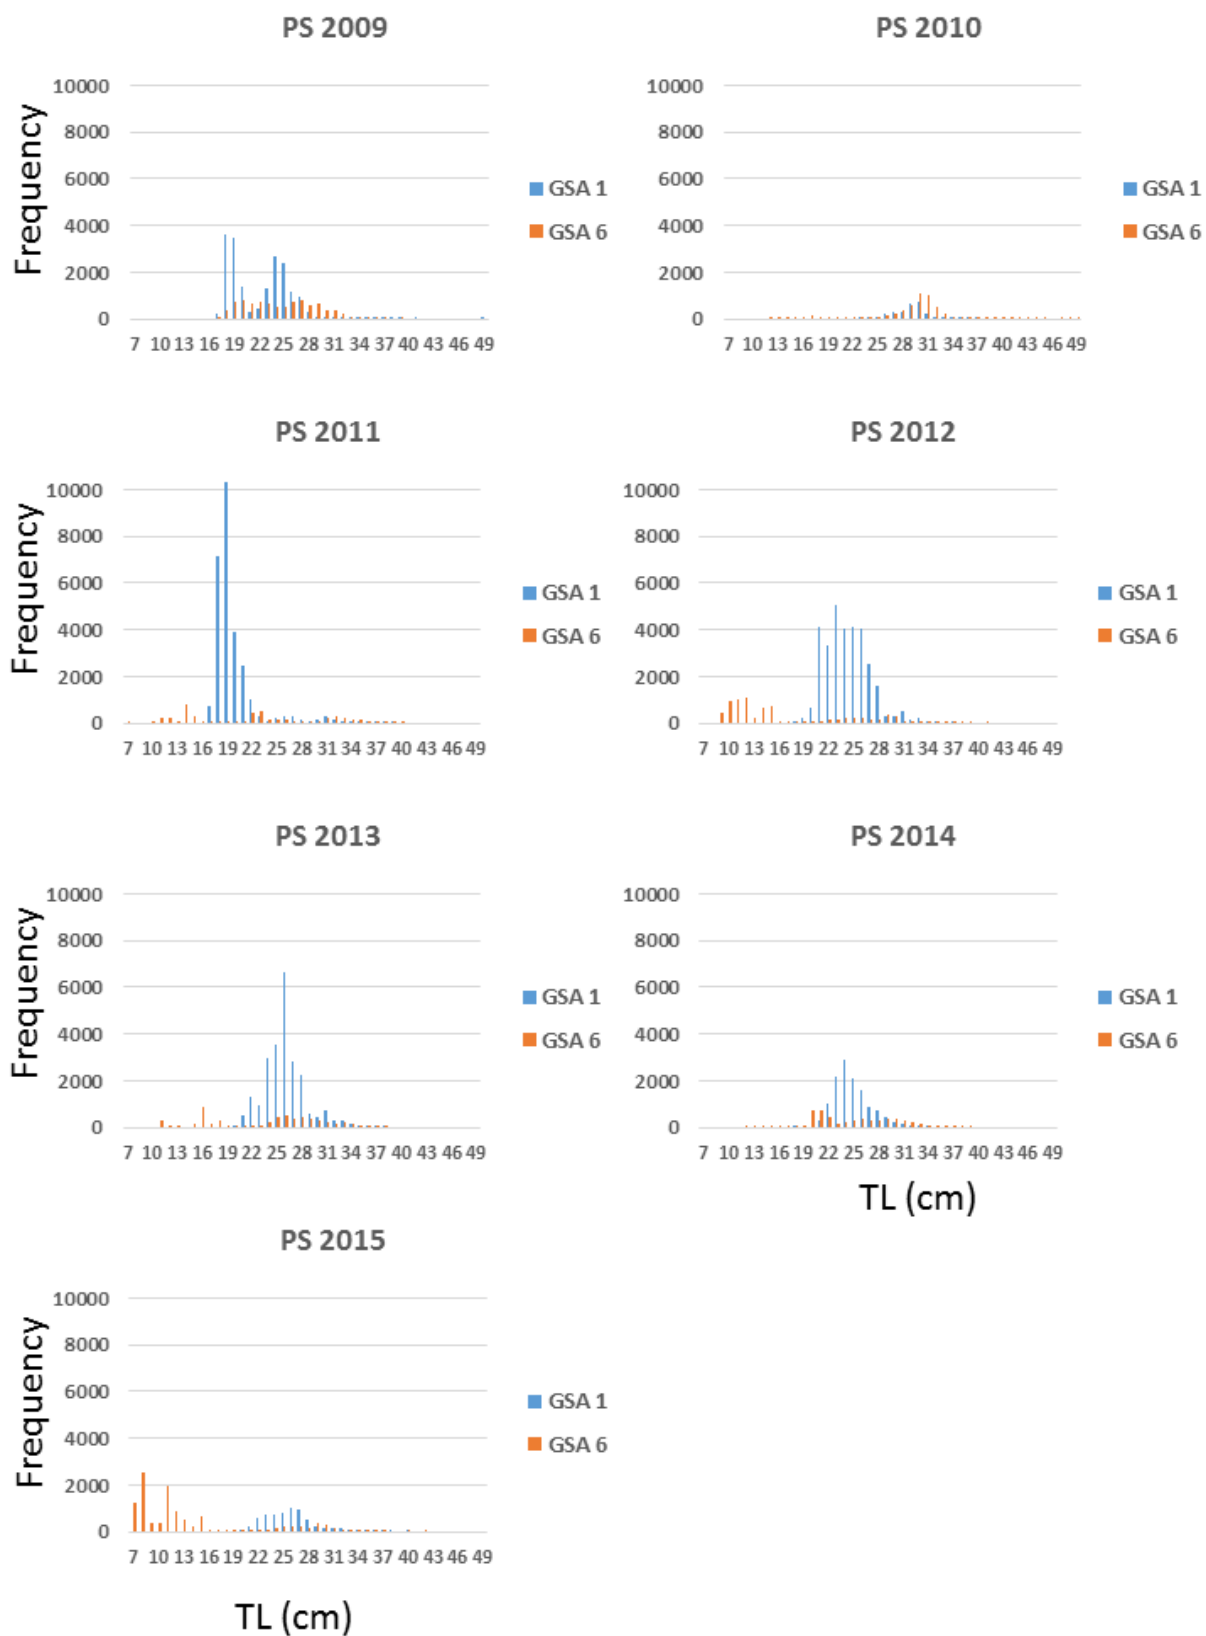 PS 2009
10000
8000
6000
4000
2000
0
Frequency
7 10 13 16 19 22 25 28 31 34 37 40 43 46 49
GSA 1
GSA 6
PS 2010
10000
8000
6000
4000
2000
0
7 10 13 16 19 22 25 28 31 34 37 40 43 46 49
GSA 1
GSA 6
PS 2011
10000
8000
6000
4000
2000
0
Frequency
7 10 13 16 19 22 25 28 31 34 37 40 43 46 49
GSA 1
GSA 6
PS 2012
10000
8000
6000
4000
2000
0
7 10 13 16 19 22 25 28 31 34 37 40 43 46 49
GSA 1
GSA 6
PS 2013
10000
8000
6000
4000
2000
0
Frequency
7 10 13 16 19 22 25 28 31 34 37 40 43 46 49
GSA 1
GSA 6
PS 2014
10000
8000
6000
4000
2000
0
7 10 13 16 19 22 25 28 31 34 37 40 43 46 49
GSA 1
GSA 6
TL (cm)
PS 2015
10000
8000
6000
4000
2000
0
Frequency
7 10 13 16 19 22 25 28 31 34 37 40 43 46 49
GSA 1
GSA 6
TL (cm)